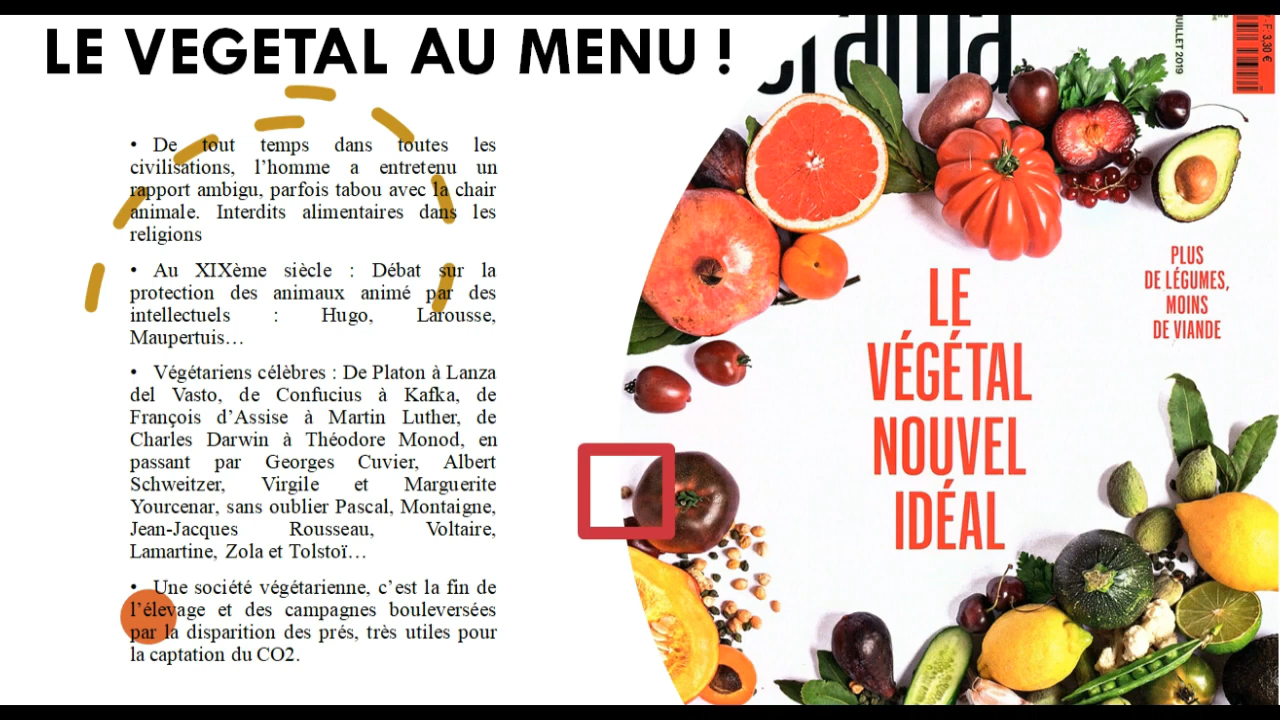 LE VEGETAL AU MENU !
• De tout temps dans toutes les
civilisations, l’homme a entretenu un
rapport ambigu, parfois tabou avec la chair
animale. Interdits alimentaires dans les
religions
• Au XIXème siècle : Débat sur la
protection des animaux animé par des
intellectuels : Hugo, Larousse,
Maupertuis…
• Végétariens célèbres : De Platon à Lanza
del Vasto, de Confucius à Kafka, de
François d’Assise à Martin Luther, de
Charles Darwin à Théodore Monod, en
passant par Georges Cuvier, Albert
Schweitzer, Virgile et Marguerite
Yourcenar, sans oublier Pascal, Montaigne,
Jean-Jacques Rousseau, Voltaire,
Lamartine, Zola et Tolstoï…
• Une société végétarienne, c’est la fin de
l’élevage et des campagnes bouleversées
par la disparition des prés, très utiles pour
la captation du CO2.
JUILLET 2019
F: 3,30 €
PLUS
DE LÉGUMES,
MOINS
DE VIANDE
LE
VÉGÉTAL
NOUVEL
IDÉAL